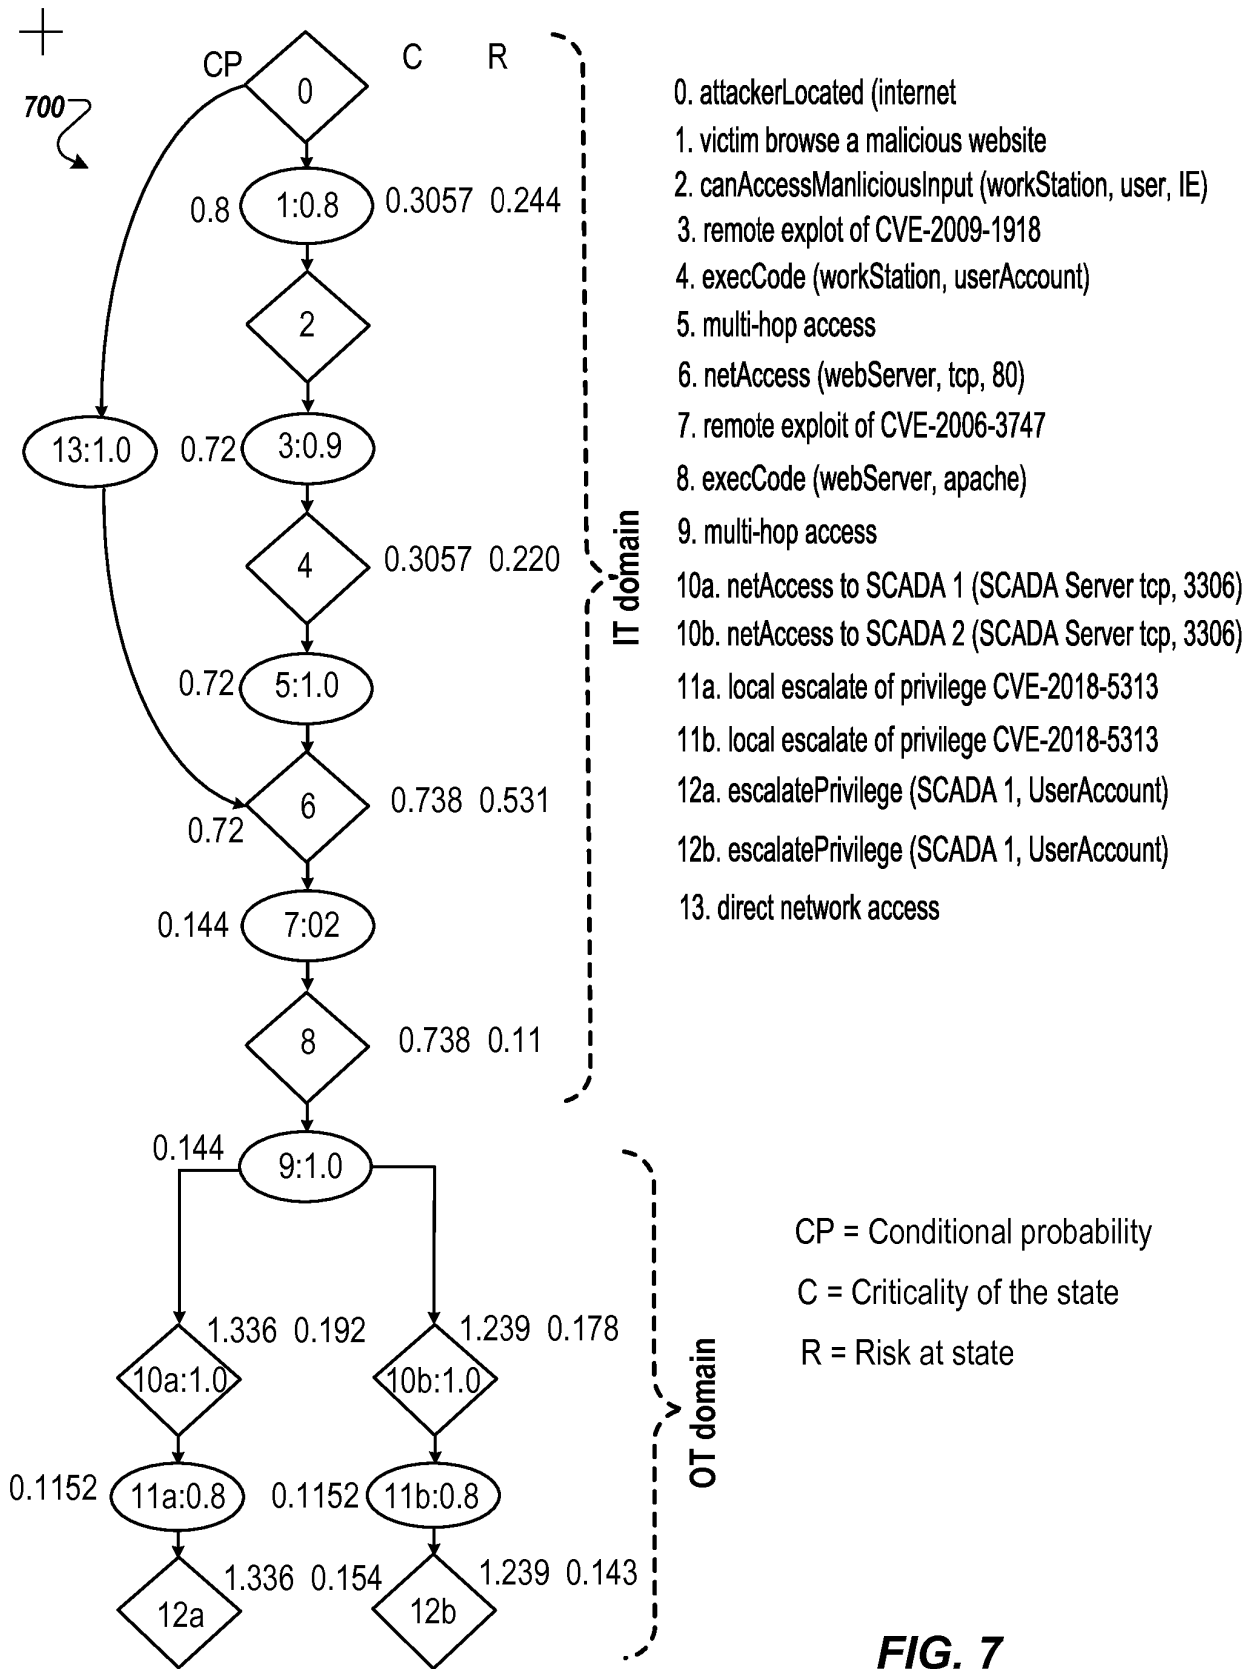 CP C R
700
0
0.8 1:0.8 0.3057 0.244
2
13:1.0 0.72 3:0.9
4 0.3057 0.220
0.72 5:1.0
6 0.738 0.531
0.72
0.144 7:02
8 0.738 0.11
0.144 9:1.0
1.336 0.192 1.239 0.178
10a:1.0 10b:1.0
0.1152 11a:0.8 0.1152 11b:0.8
1.336 0.154 1.239 0.143
12a 12b
IT domain
OT domain
0. attackerLocated (internet
1. victim browse a malicious website
2. canAccessManliciousInput (workStation, user, IE)
3. remote explot of CVE-2009-1918
4. execCode (workStation, userAccount)
5. multi-hop access
6. netAccess (webServer, tcp, 80)
7. remote exploit of CVE-2006-3747
8. execCode (webServer, apache)
9. multi-hop access
10a. netAccess to SCADA 1 (SCADA Server tcp, 3306)
10b. netAccess to SCADA 2 (SCADA Server tcp, 3306)
11a. local escalate of privilege CVE-2018-5313
11b. local escalate of privilege CVE-2018-5313
12a. escalatePrivilege (SCADA 1, UserAccount)
12b. escalatePrivilege (SCADA 1, UserAccount)
13. direct network access
CP = Conditional probability
C = Criticality of the state
R = Risk at state
FIG. 7